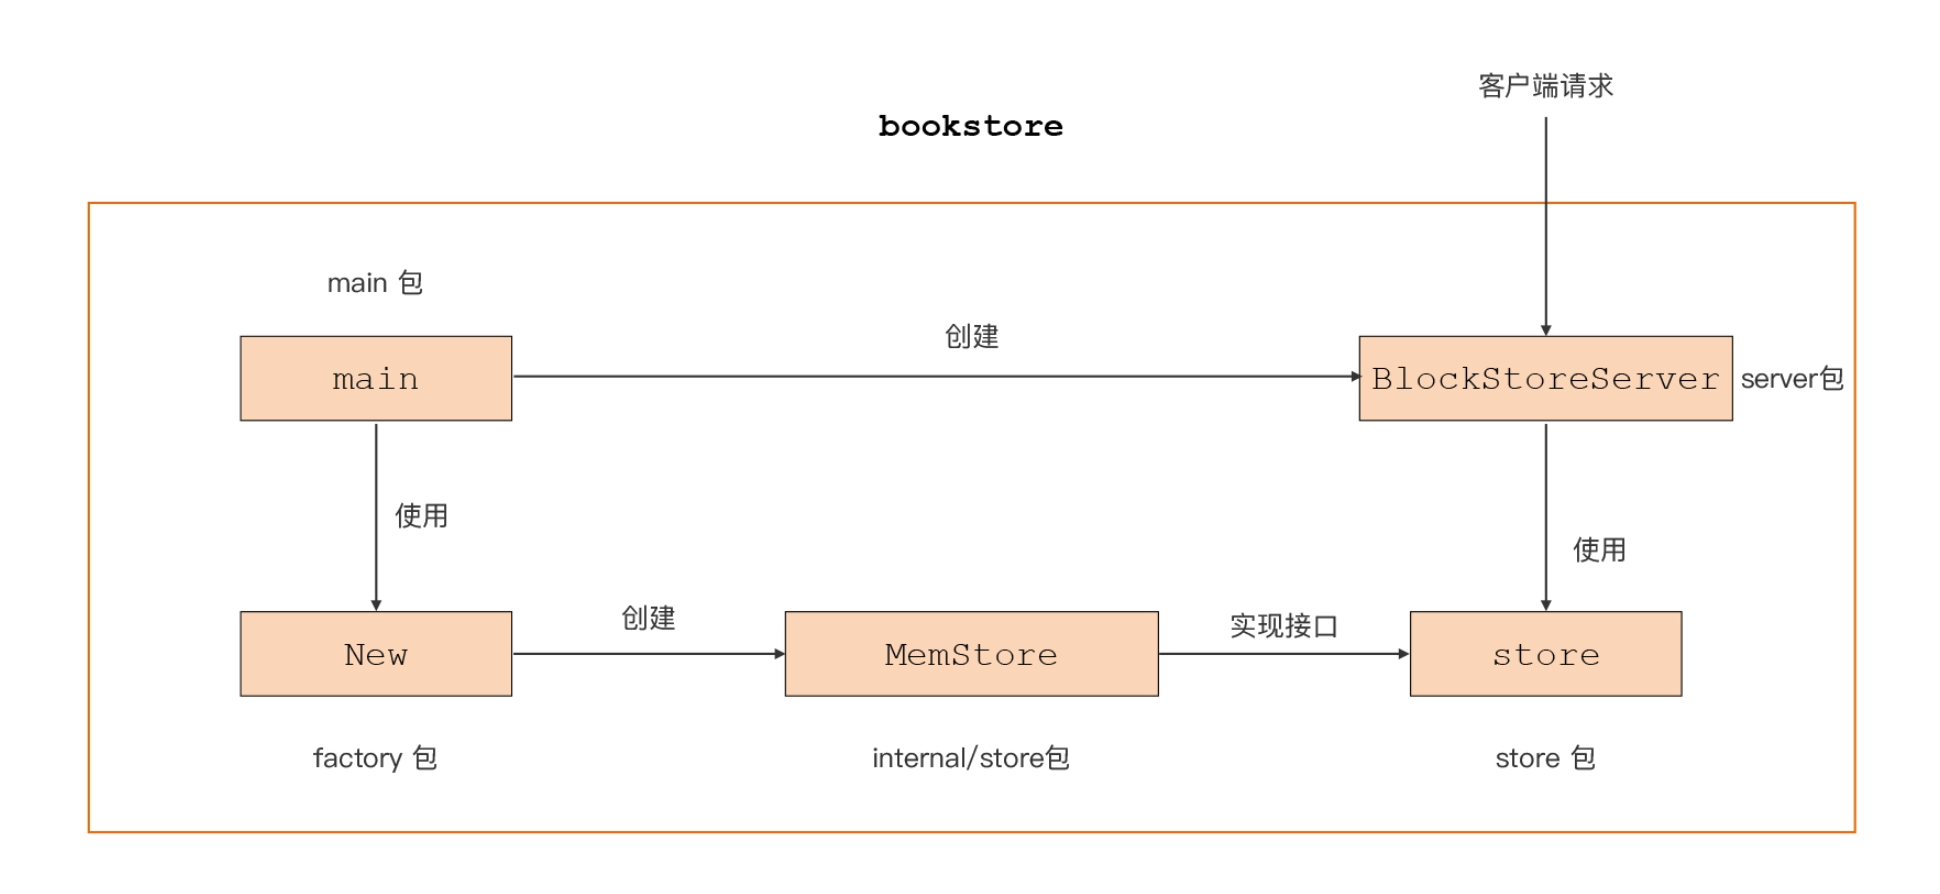 客户端请求
bookstore
main 包
创建
main
BlockStoreServer
server包
使用
使用
创建
实现接口
New
MemStore
store
factory 包
internal/store包
store 包